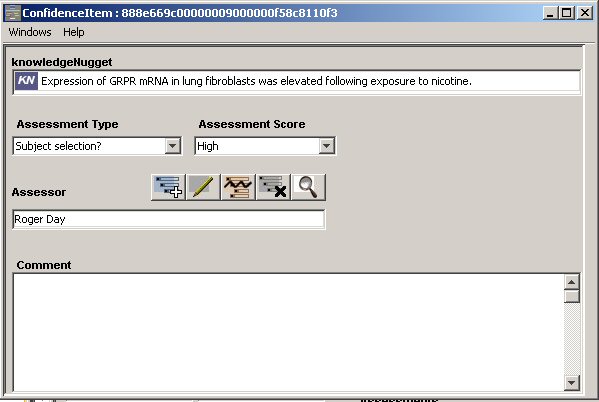 ConfidenceItem : 888e669c00000009000000f58c8110f3
Windows Help
knowledgeNugget
KN Expression of GRPR mRNA in lung fibroblasts was elevated following exposure to nicotine.
Assessment Type Assessment Score
Subject selection? High
Assessor
Roger Day
Comment